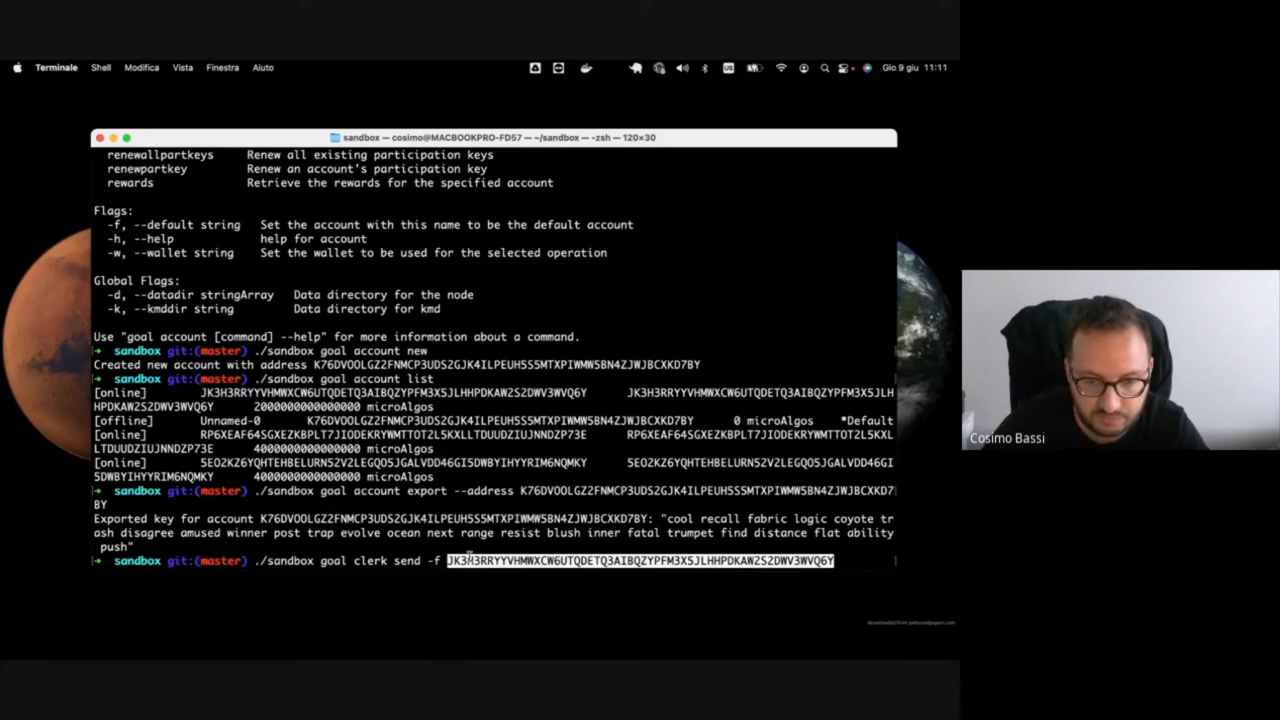 Terminale Shell Modifica Vista Finestra Aiuto US Gio 9 giu 11:11
sandbox — cosimo@MACBOOKPRO-FD57 — ~/sandbox — -zsh — 120×30
renewallpartkeys Renew all existing participation keys
renewpartkey Renew an account's participation key
rewards Retrieve the rewards for the specified account
Flags:
-f, --default string Set the account with this name to be the default account
-h, --help help for account
-w, --wallet string Set the wallet to be used for the selected operation
Global Flags:
-d, --datadir stringArray Data directory for the node
-k, --kmddir string Data directory for kmd
Use "goal account [command] --help" for more information about a command.
➜ sandbox git:(master) ./sandbox goal account new
Created new account with address K76DVOOLGZ2FNMCP3UDS2GJK4ILPEUH5S5MTXPIWMW5BN4ZJWJBCXKD7BY
➜ sandbox git:(master) ./sandbox goal account list
[online] JK3H3RRYYVHMWXCW6UTQDETQ3AIBQZYPFM3X5JLHHPDKAW2S2DWV3WVQ6Y JK3H3RRYYVHMWXCW6UTQDETQ3AIBQZYPFM3X5JLH
HPDKAW2S2DWV3WVQ6Y 2000000000000000 microAlgos
[offline] Unnamed-0 K76DVOOLGZ2FNMCP3UDS2GJK4ILPEUH5S5MTXPIWMW5BN4ZJWJBCXKD7BY 0 microAlgos *Default
[online] RP6XEAF64SGXEZKBPLT7JIODEKRYWMTTOT2L5KXLLTDUUDZIUJNNDZP73E RP6XEAF64SGXEZKBPLT7JIODEKRYWMTTOT2L5KXL
LTDUUDZIUJNNDZP73E 4000000000000000 microAlgos
[online] 5EO2KZ6YQHTEHBELURN52V2LEGQO5JGALVDD46GI5DWBYIHYYRIM6NQMKY 5EO2KZ6YQHTEHBELURN52V2LEGQO5JGALVDD46GI
5DWBYIHYYRIM6NQMKY 4000000000000000 microAlgos
➜ sandbox git:(master) ./sandbox goal account export --address K76DVOOLGZ2FNMCP3UDS2GJK4ILPEUH5S5MTXPIWMW5BN4ZJWJBCXKD7
BY
Exported key for account K76DVOOLGZ2FNMCP3UDS2GJK4ILPEUH5S5MTXPIWMW5BN4ZJWJBCXKD7BY: "cool recall fabric logic coyote tr
ash disagree amused winner post trap evolve ocean next range resist blush inner fatal trumpet find distance flat ability
push"
➜ sandbox git:(master) ./sandbox goal clerk send -f JK3H3RRYYVHMWXCW6UTQDETQ3AIBQZYPFM3X5JLHHPDKAW2S2DWV3WVQ6Y
Cosimo Bassi